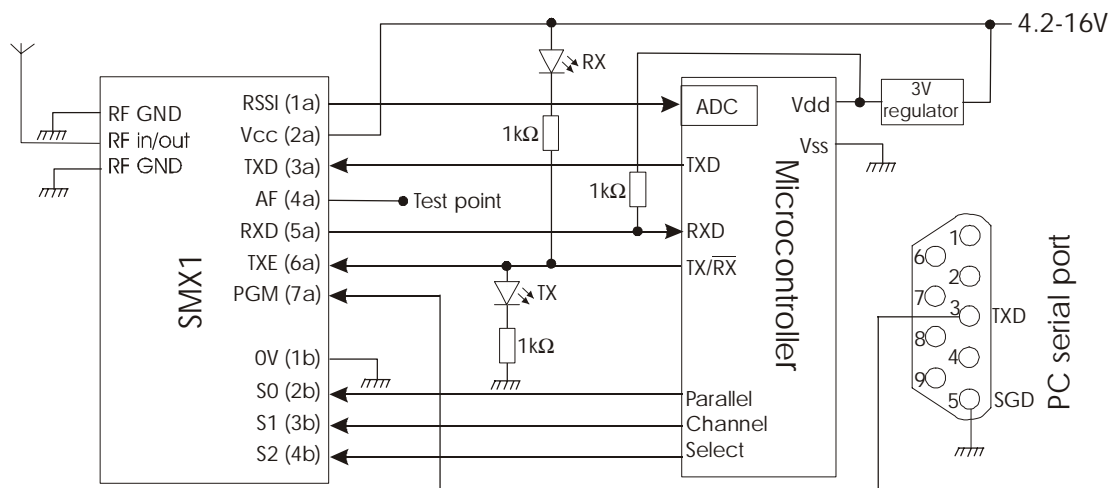 4.2-16V
RX
RF GND
RF in/out
RF GND
SMX1
RSSI (1a)
Vcc (2a)
TXD (3a)
AF (4a)
RXD (5a)
TXE (6a)
PGM (7a)
0V (1b)
S0 (2b)
S1 (3b)
S2 (4b)
1kΩ
1kΩ
Test point
TX
1kΩ
ADC
Vdd
Vss
TXD
RXD
TX/R̅X̅
Parallel
Channel
Select
Microcontroller
3V
regulator
1
6
2
7
3
TXD
8
4
9
5
SGD
PC serial port